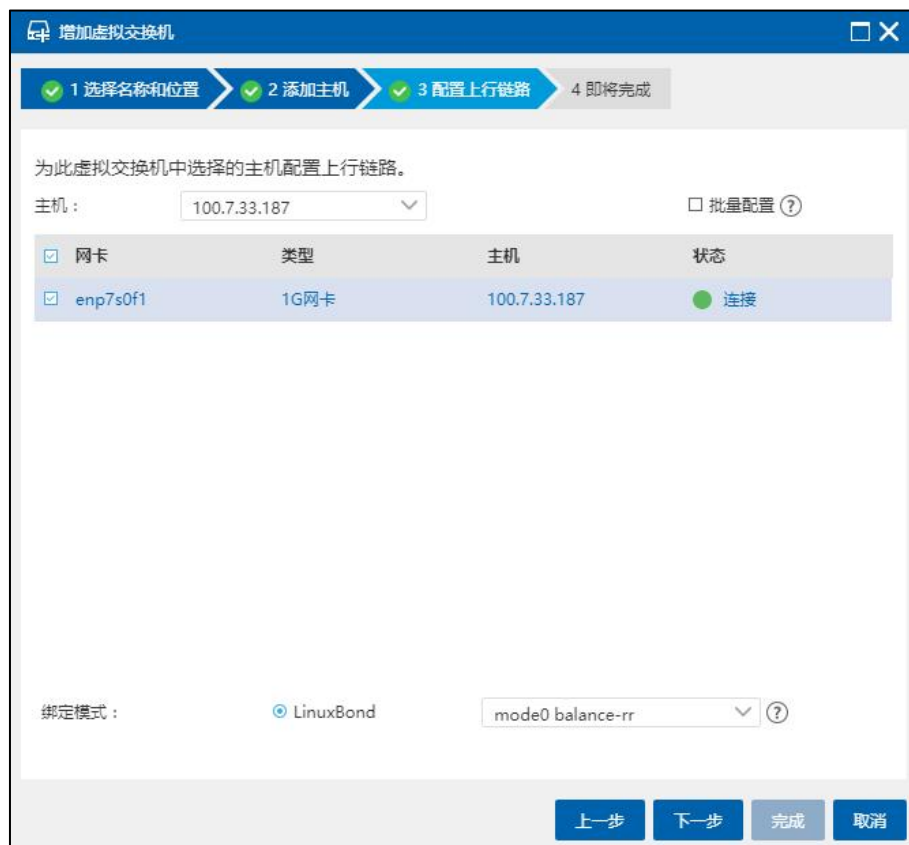 增加虚拟交换机
1 选择名称和位置 2 添加主机 3 配置上行链路 4 即将完成
为此虚拟交换机中选择的主机配置上行链路。
主机： 100.7.33.187 批量配置 ?
网卡 类型 主机 状态
enp7s0f1 1G网卡 100.7.33.187 连接
绑定模式： LinuxBond mode0 balance-rr ?
上一步 下一步 完成 取消